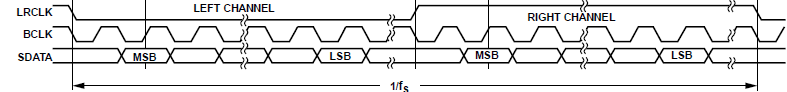 LRCLK
LEFT CHANNEL
RIGHT CHANNEL
BCLK
SDATA
MSB
LSB
MSB
LSB
1/fS